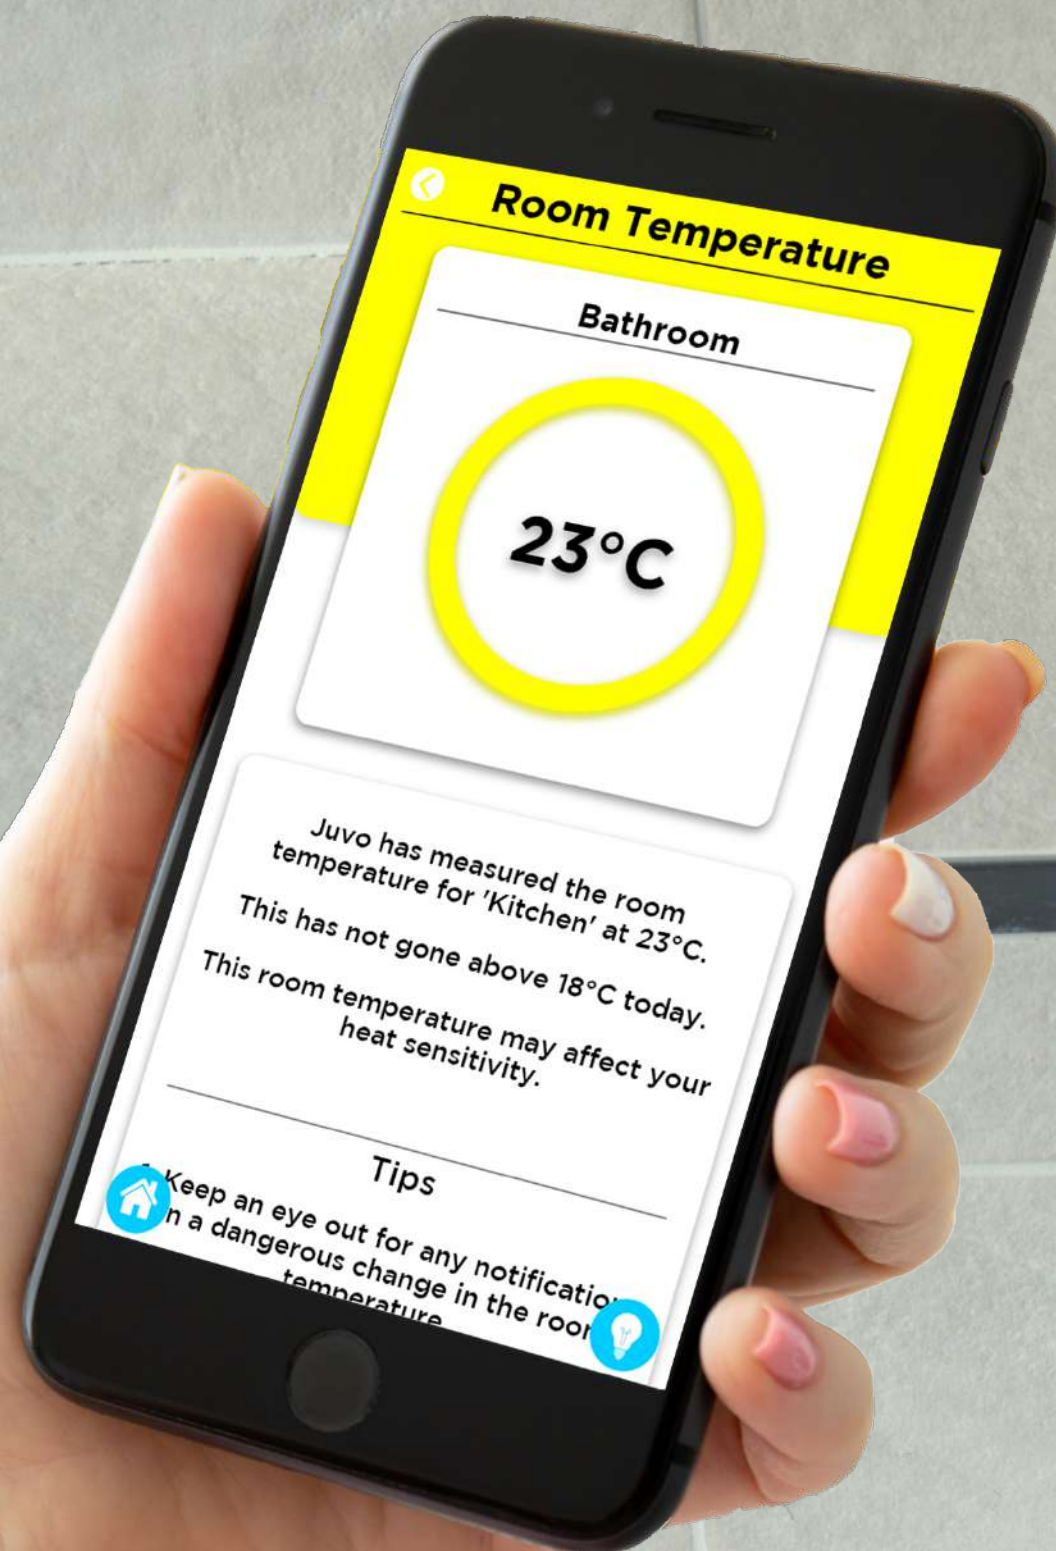 Room Temperature
Bathroom
23°C
Juvo has measured the room
temperature for 'Kitchen' at 23°C.
This has not gone above 18°C today.
This room temperature may affect your
heat sensitivity.
Tips
Keep an eye out for any
a dangerous change in the
temperature